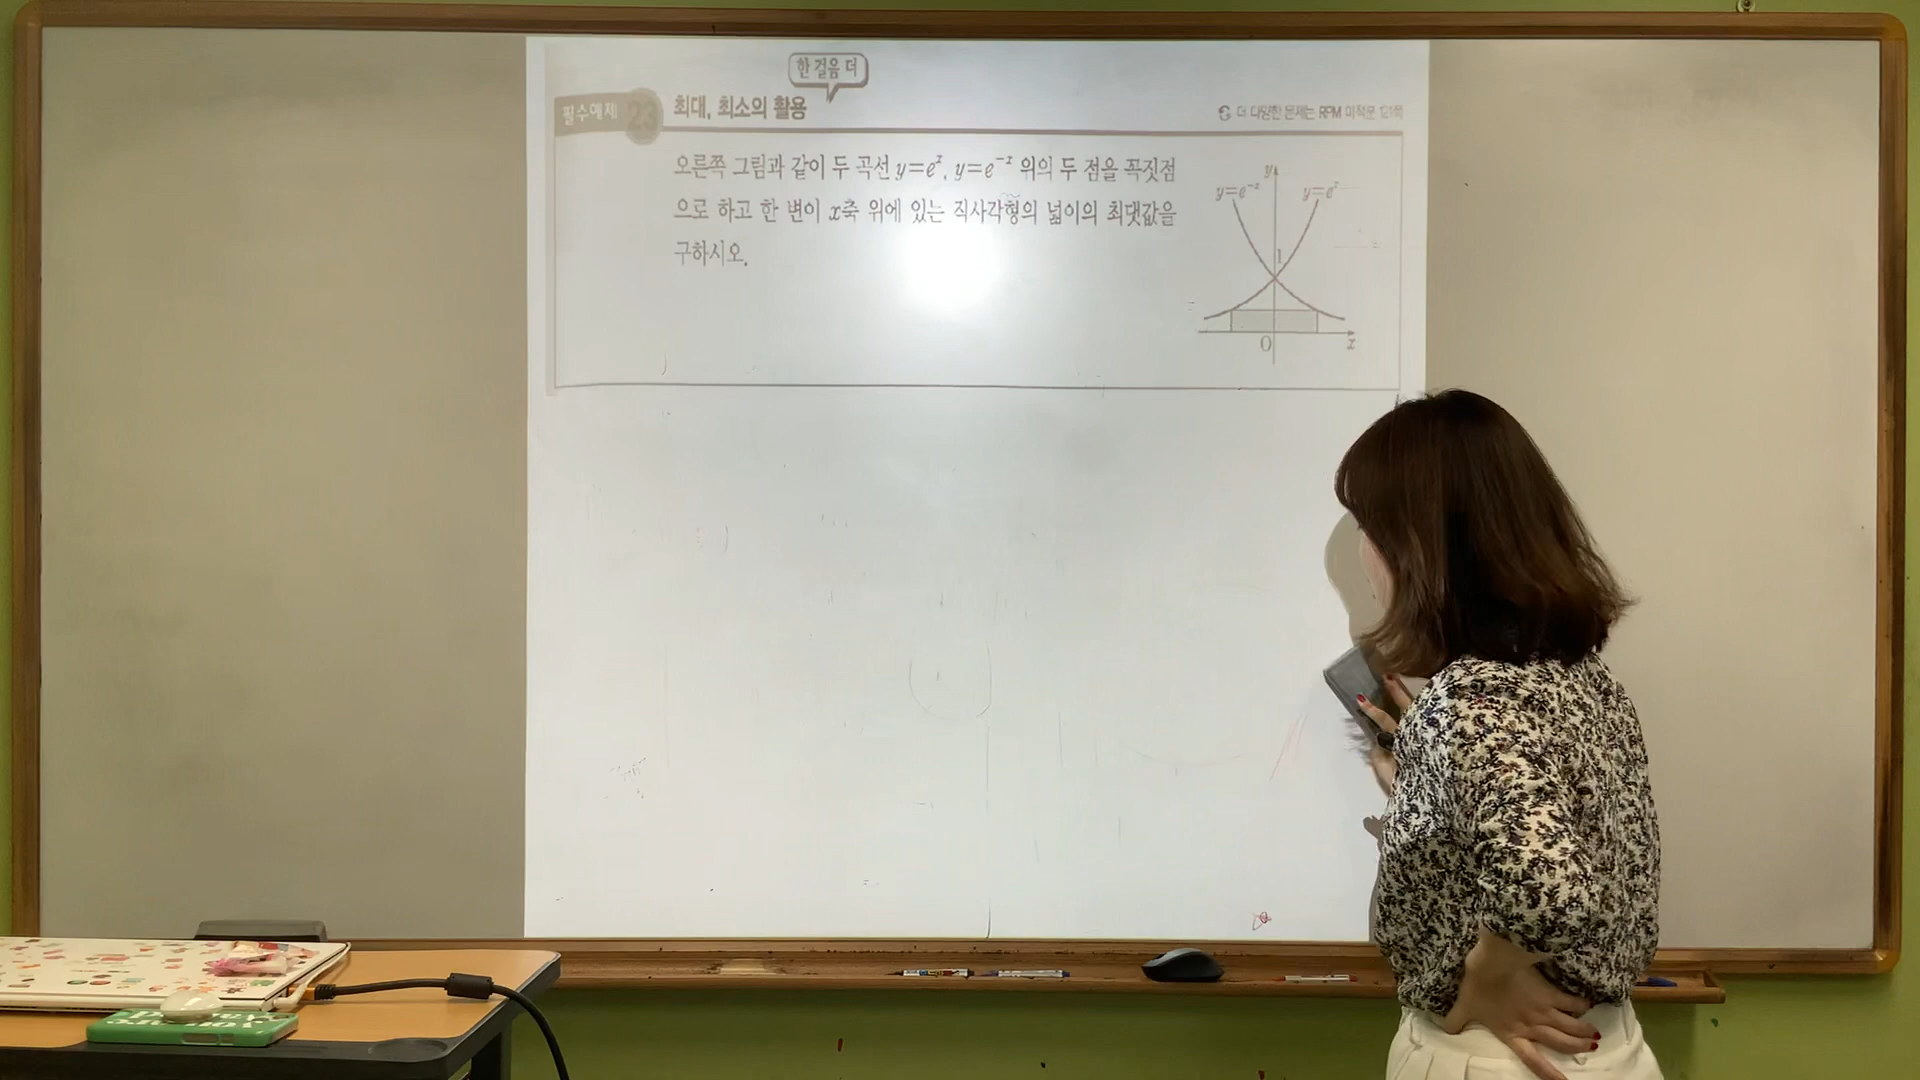 한 걸음 더
필수예제 23 최대, 최소의 활용
더 다양한 문제는 RPM 미적분 121쪽
오른쪽 그림과 같이 두 곡선 y=eˣ, y=e⁻ˣ 위의 두 점을 꼭짓점
으로 하고 한 변이 x축 위에 있는 직사각형의 넓이의 최댓값을
구하시오.
y
y=e⁻ˣ y=eˣ
1
O x